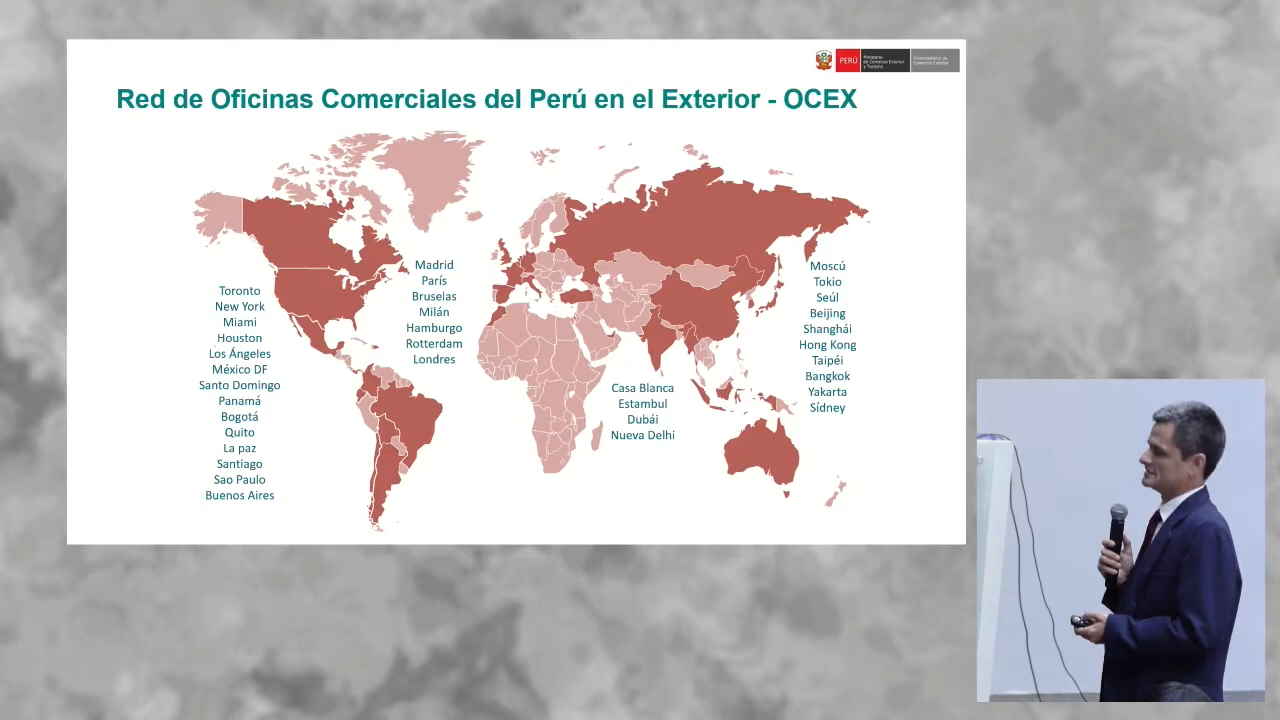 PERÚ
Ministerio
de Comercio Exterior
y Turismo
Viceministerio de
Comercio Exterior
Red de Oficinas Comerciales del Perú en el Exterior - OCEX
Toronto
New York
Miami
Houston
Los Ángeles
México DF
Santo Domingo
Panamá
Bogotá
Quito
La paz
Santiago
Sao Paulo
Buenos Aires
Madrid
París
Bruselas
Milán
Hamburgo
Rotterdam
Londres
Casa Blanca
Estambul
Dubái
Nueva Delhi
Moscú
Tokio
Seúl
Beijing
Shanghái
Hong Kong
Taipéi
Bangkok
Yakarta
Sídney